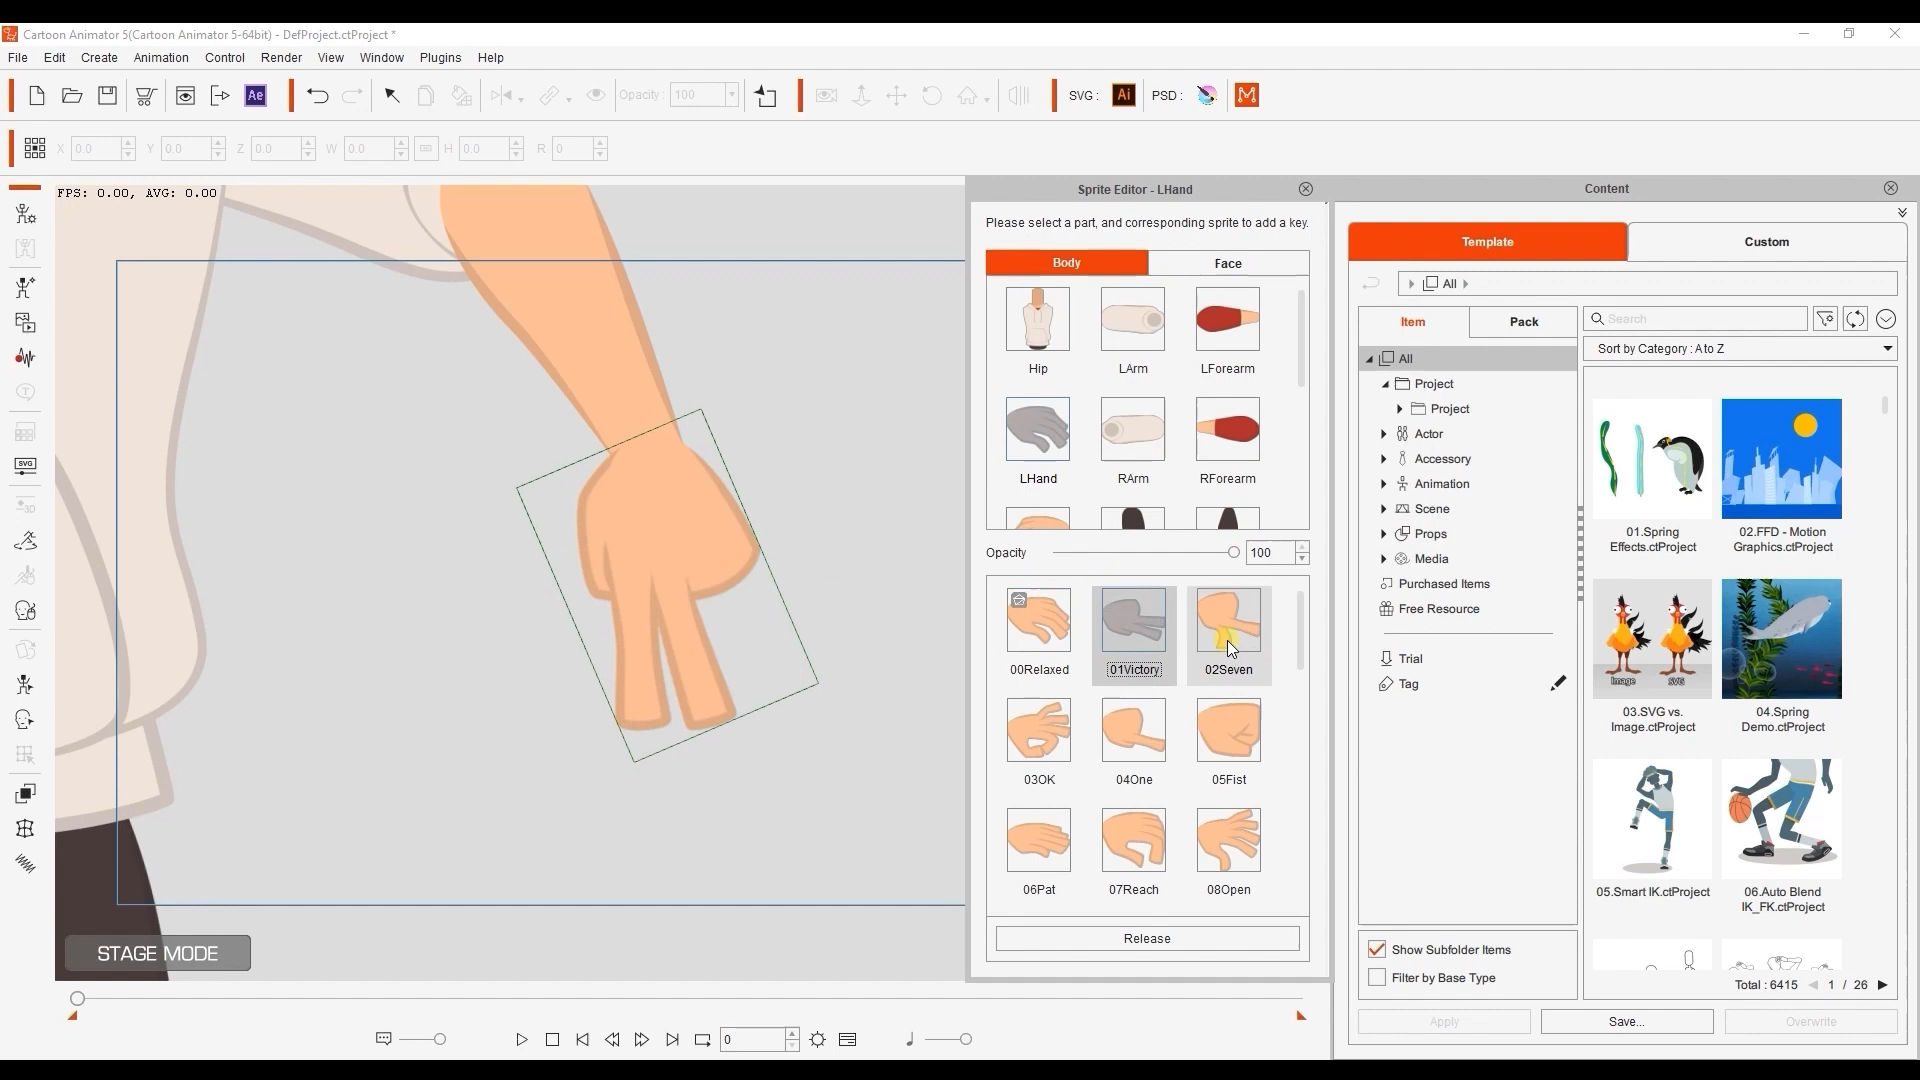 Cartoon Animator 5(Cartoon Animator 5-64bit) - DefProject.ctProject *
File Edit Create Animation Control Render View Window Plugins Help
Ae Opacity : 100 SVG : Ai PSD :
X 0.0 Y 0.0 Z 0.0 W 0.0 H 0.0 R 0
FPS: 0.00, AVG: 0.00
STAGE MODE
SVG
3D
0
Sprite Editor - LHand
Please select a part, and corresponding sprite to add a key.
Body Face
Hip LArm LForearm
LHand RArm RForearm
Opacity 100
00Relaxed 01Victory 02Seven
03OK 04One 05Fist
06Pat 07Reach 08Open
Release
Content
Template Custom
All
Item Pack
Search
Sort by Category : A to Z
All
Project
Project
Actor
Accessory
Animation
Scene
Props
Media
Purchased Items
Free Resource
Trial
Tag
01.Spring
Effects.ctProject
02.FFD - Motion
Graphics.ctProject
Image SVG
03.SVG vs.
Image.ctProject
04.Spring
Demo.ctProject
05.Smart IK.ctProject
06.Auto Blend
IK_FK.ctProject
Show Subfolder Items
Filter by Base Type
Total : 6415 1 / 26
Apply Save... Overwrite